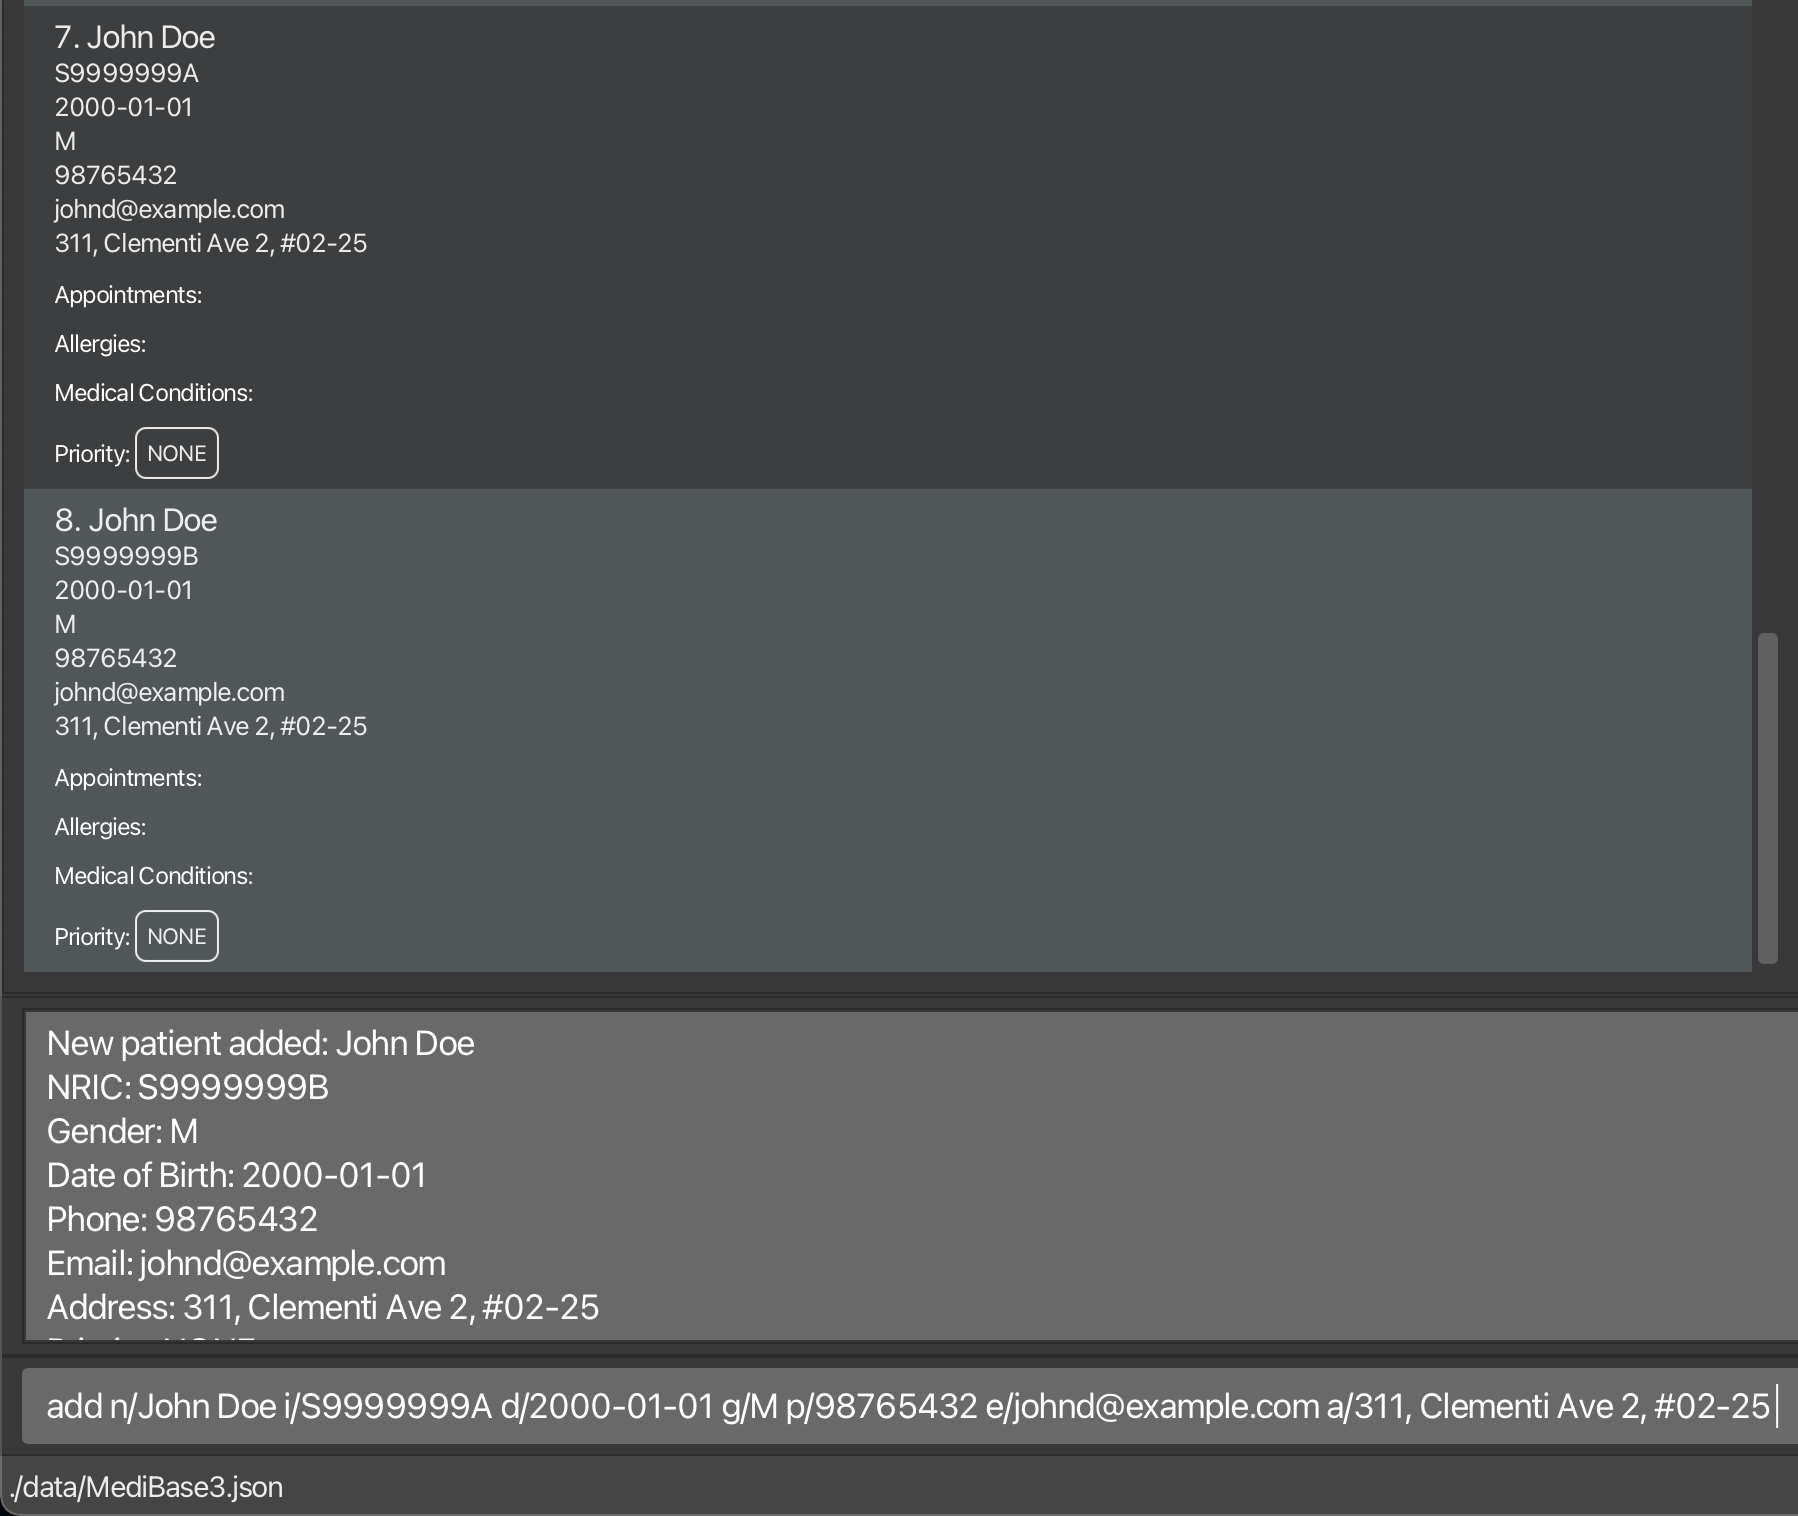 7. John Doe
S9999999A
2000-01-01
M
98765432
johnd@example.com
311, Clementi Ave 2, #02-25
Appointments:
Allergies:
Medical Conditions:
Priority: NONE
8. John Doe
S9999999B
2000-01-01
M
98765432
johnd@example.com
311, Clementi Ave 2, #02-25
Appointments:
Allergies:
Medical Conditions:
Priority: NONE
New patient added: John Doe
NRIC: S9999999B
Gender: M
Date of Birth: 2000-01-01
Phone: 98765432
Email: johnd@example.com
Address: 311, Clementi Ave 2, #02-25
add n/John Doe i/S9999999A d/2000-01-01 g/M p/98765432 e/johnd@example.com a/311, Clementi Ave 2, #02-25
./data/MediBase3.json